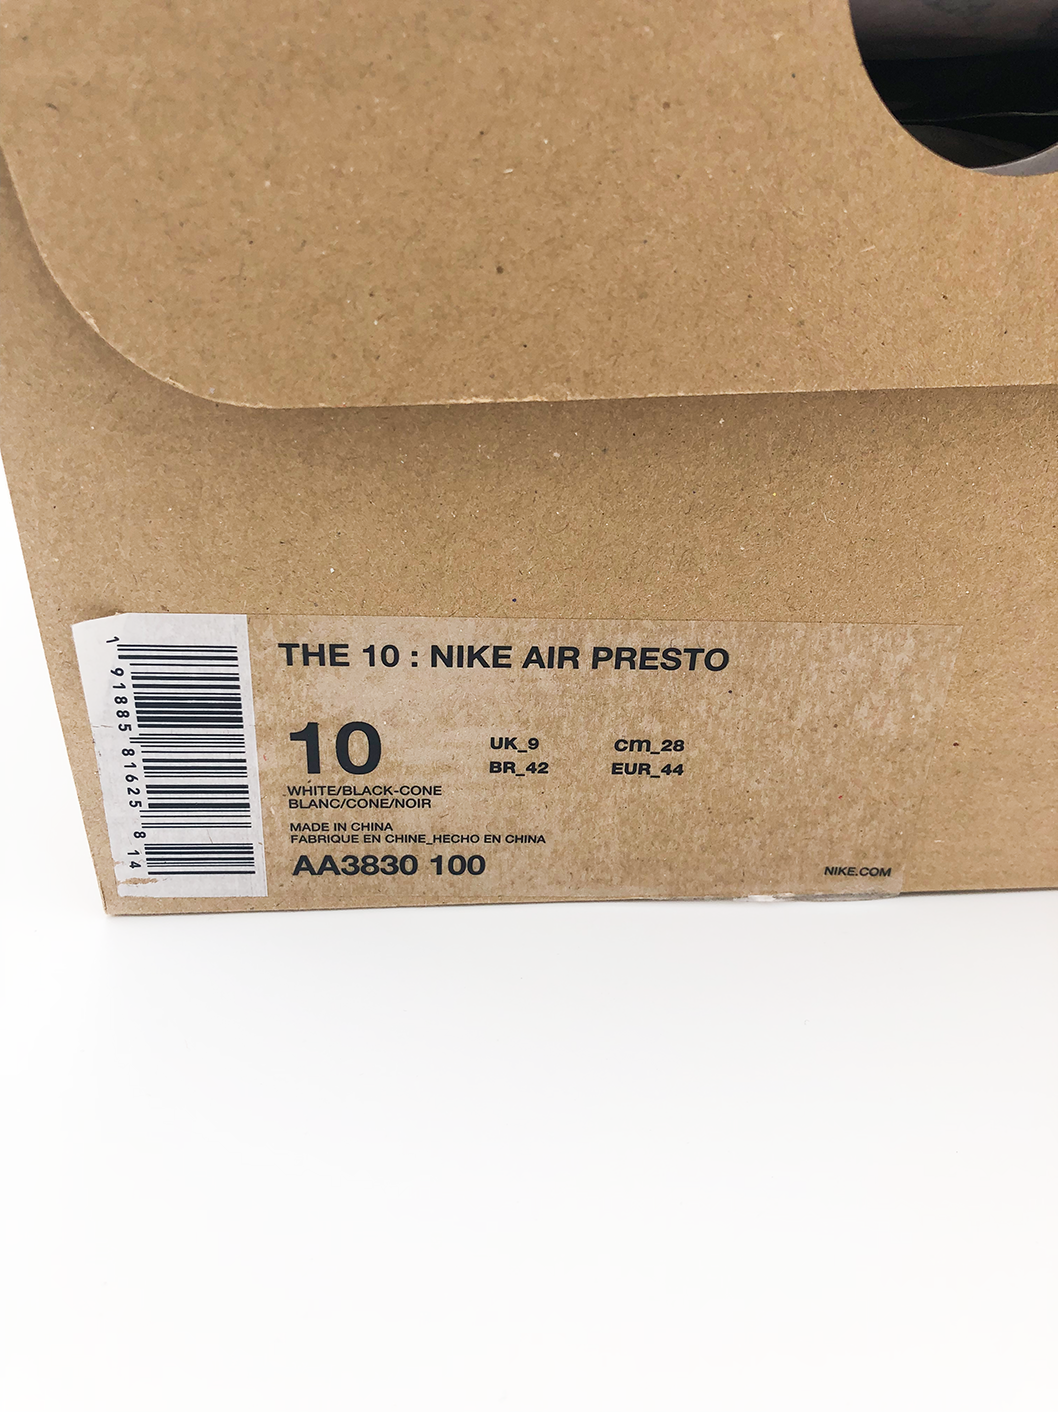 THE 10 : NIKE AIR PRESTO
10
UK_9 cm_28
BR_42 EUR_44
WHITE/BLACK-CONE
BLANC/CONE/NOIR
MADE IN CHINA
FABRIQUE EN CHINE_HECHO EN CHINA
AA3830 100
NIKE.COM
1 91885 81625 8 14